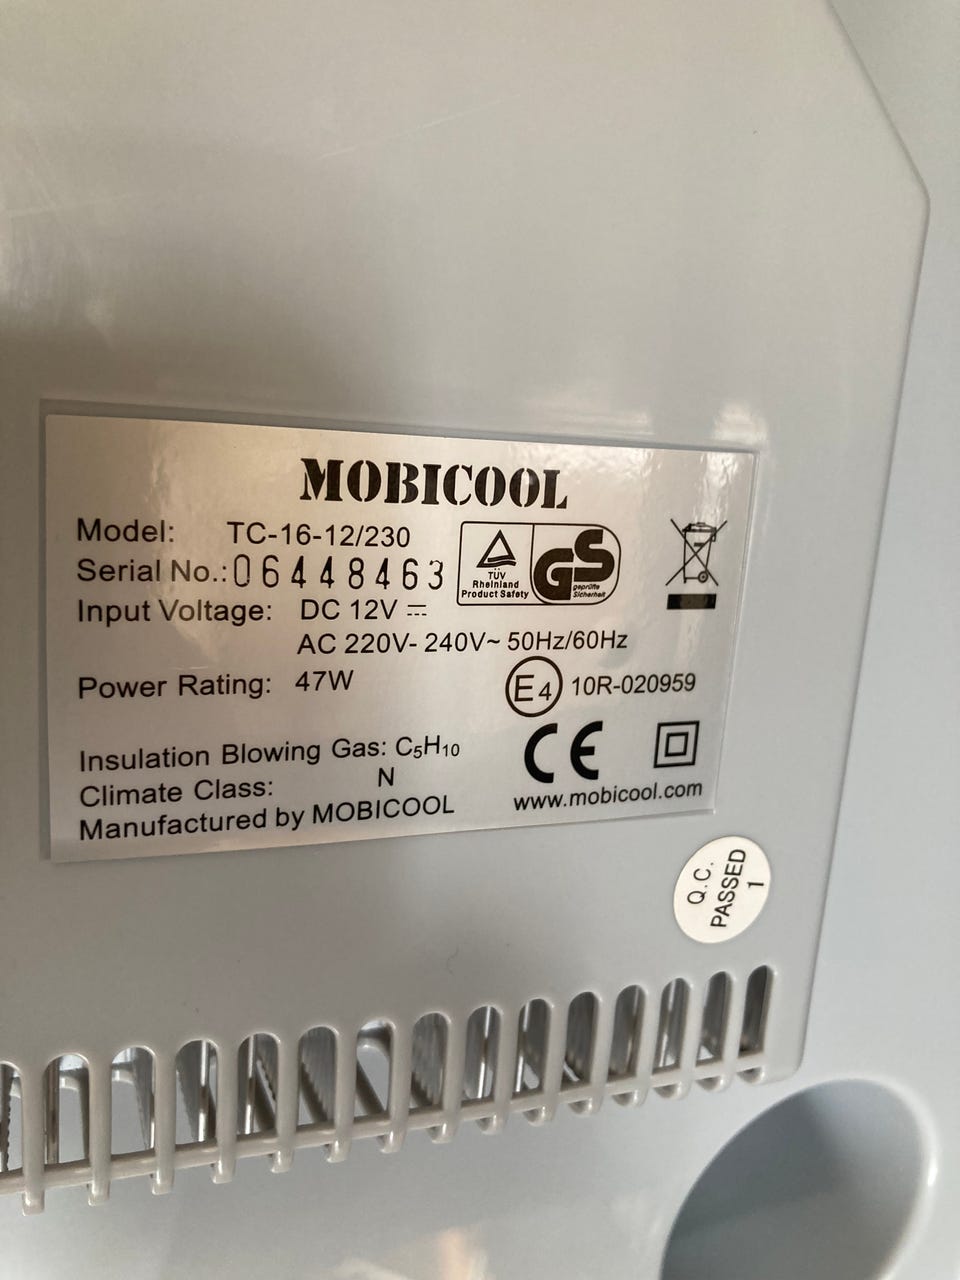 MOBICOOL
Model: TC-16-12/230
Serial No.: 06448463
TÜV
Rheinland
Product Safety
GS
geprüfte
Sicherheit
Input Voltage: DC 12V ⎓
AC 220V- 240V~ 50Hz/60Hz
Power Rating: 47W
E4 10R-020959
Insulation Blowing Gas: C₅H₁₀
CE
Climate Class: N
Manufactured by MOBICOOL
www.mobicool.com
Q.C.
PASSED
1